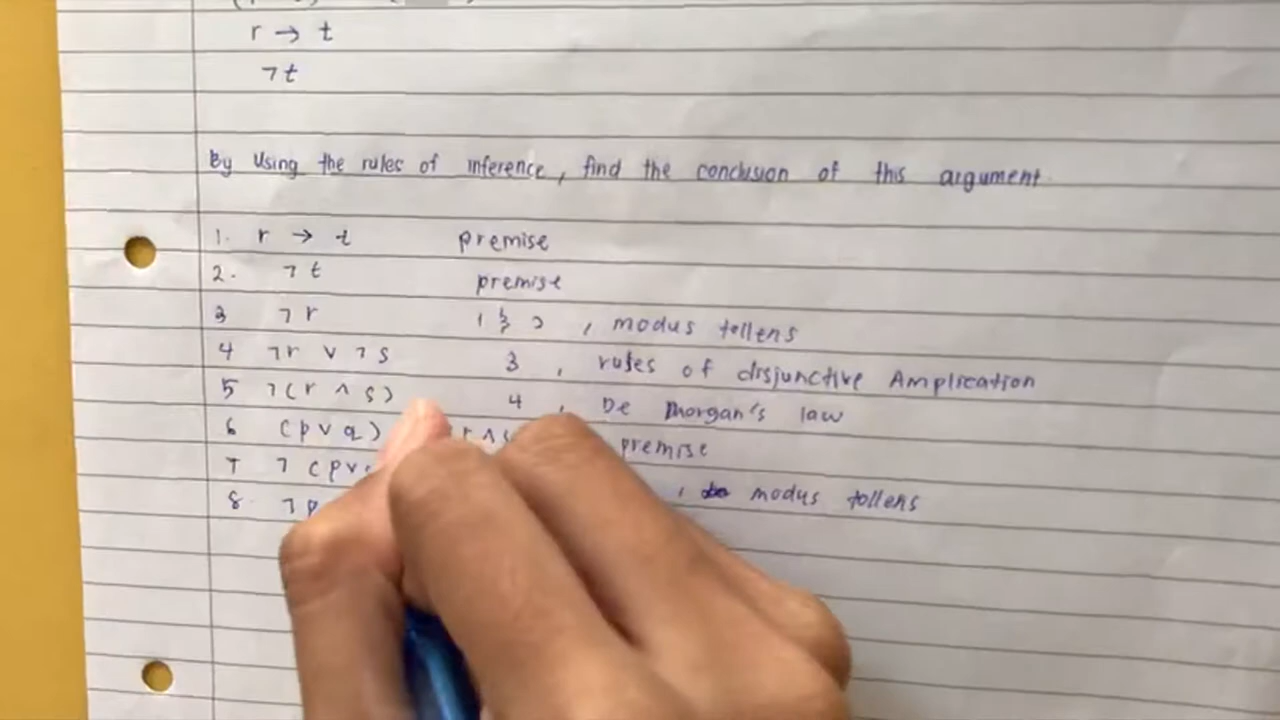 r → t
¬t
By using the rules of inference, find the conclusion of this argument.
1. r → t premise
2. ¬t premise
3 ¬r 1 & 2 , modus tollens
4 ¬r ∨ ¬s 3 , rules of disjunctive Amplication
5 ¬(r ∧ s) 4 , De Morgan's law
6 (p ∨ q) r ∧ s premise
7 ¬(p ∨
8. ¬p , modus tollens